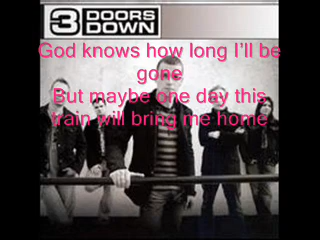 3 DOORS
DOWN
God knows how long I'll be
gone
But maybe one day this
train will bring me home